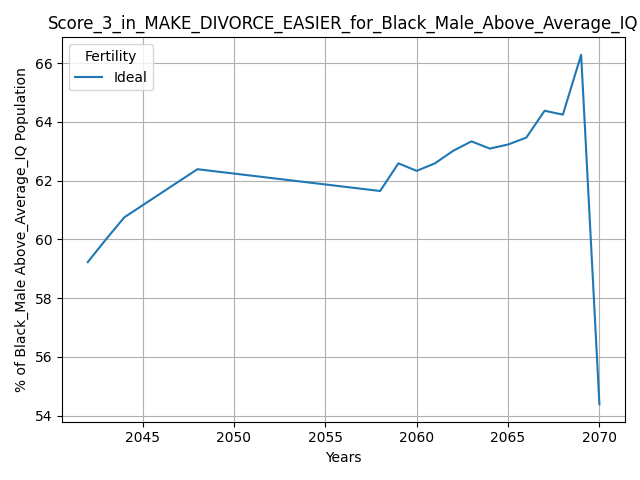 Score_3_in_MAKE_DIVORCE_EASIER_for_Black_Male_Above_Average_IQ
Fertility
Ideal
% of Black_Male Above_Average_IQ Population
66
64
62
60
58
56
54
2045
2050
2055
2060
2065
2070
Years